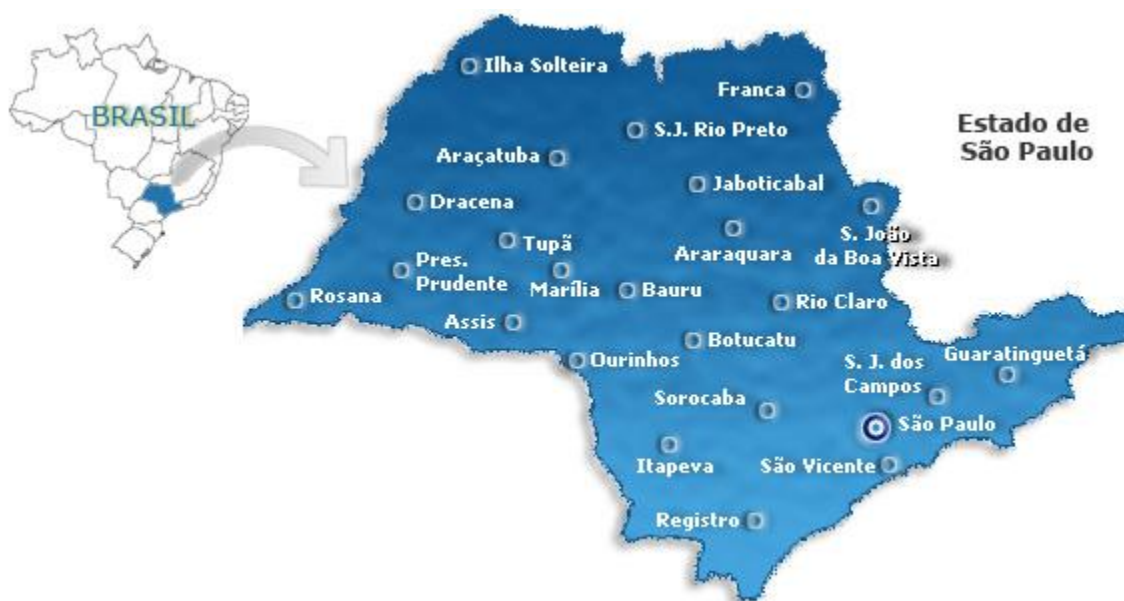 BRASIL
Estado de
São Paulo
Ilha Solteira
Franca
S.J. Rio Preto
Araçatuba
Jaboticabal
Dracena
S. João
da Boa Vista
Tupã
Araraquara
Pres.
Prudente
Marília
Bauru
Rosana
Rio Claro
Assis
Botucatu
Ourinhos
Guaratinguetá
S. J. dos
Campos
Sorocaba
São Paulo
Itapeva
São Vicente
Registro